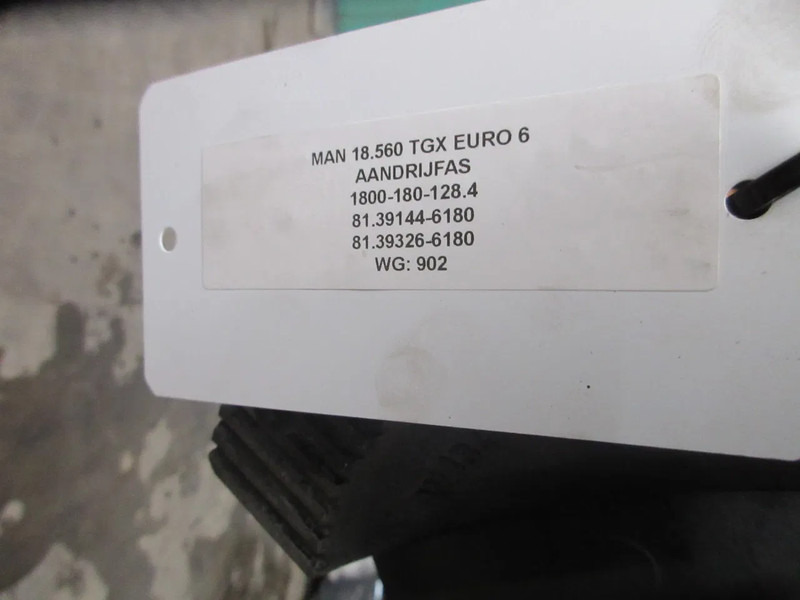 MAN 18.560 TGX EURO 6
AANDRIJFAS
1800-180-128.4
81.39144-6180
81.39326-6180
WG: 902